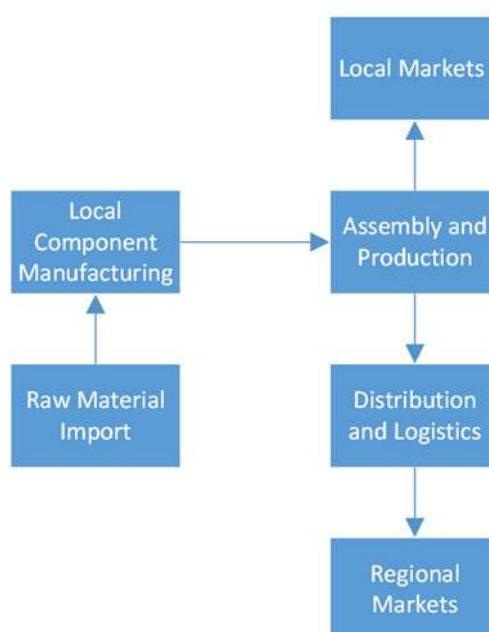 Local Markets
Local
Component
Manufacturing
Assembly and
Production
Raw Material
Import
Distribution
and Logistics
Regional
Markets